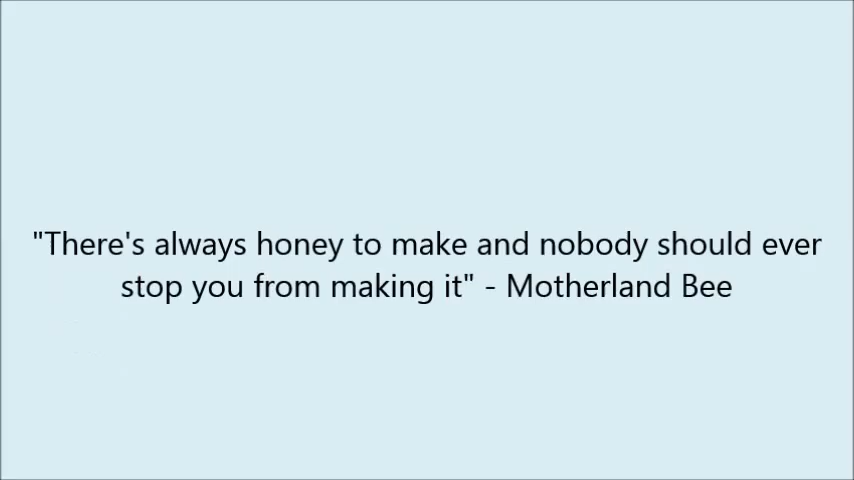 "There's always honey to make and nobody should ever
stop you from making it" - Motherland Bee